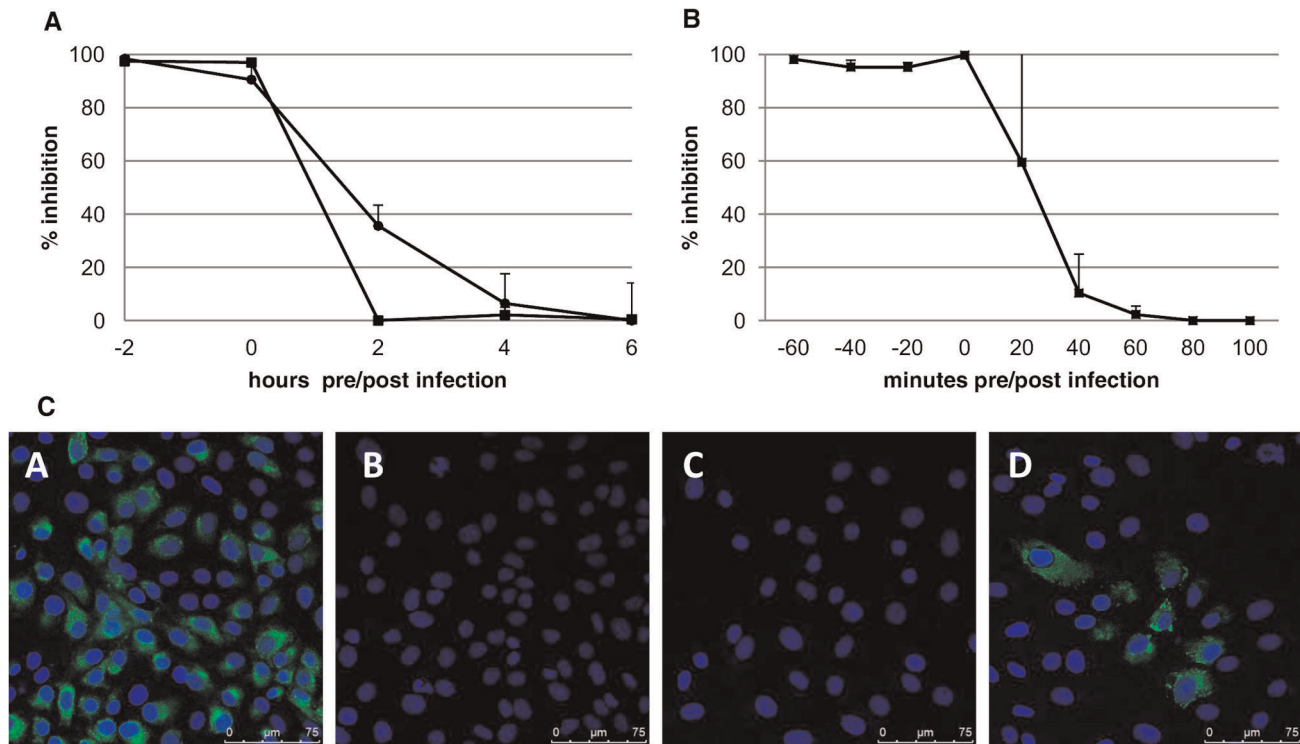 A
100
80
60
40
20
0
% inhibition
-2 0 2 4 6
hours pre/post infection
B
100
80
60
40
20
0
% inhibition
-60 -40 -20 0 20 40 60 80 100
minutes pre/post infection
C
A B C D
0 µm 75 0 µm 75 0 µm 75 0 µm 75